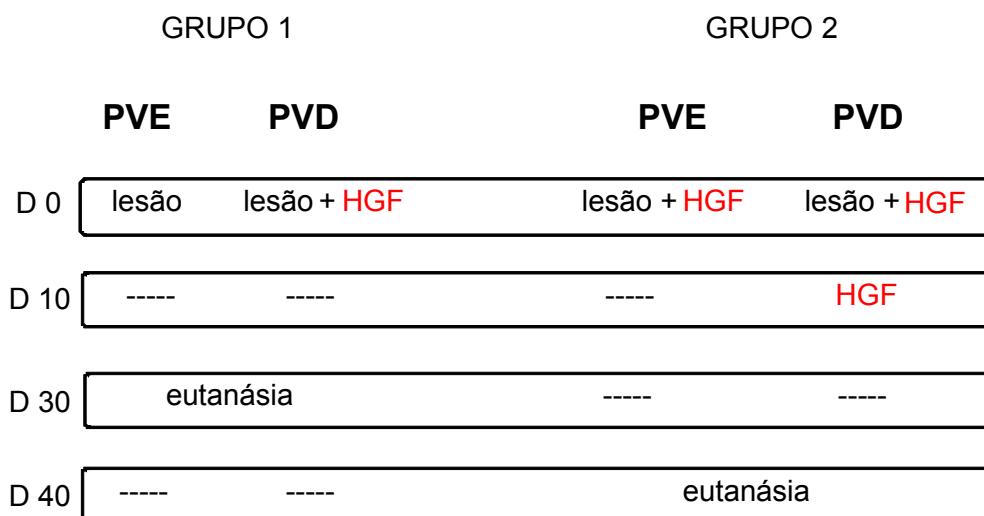 GRUPO 1 GRUPO 2
PVE PVD PVE PVD
D 0 lesão lesão + HGF lesão + HGF lesão + HGF
D 10 ----- ----- ----- HGF
D 30 eutanásia ----- -----
D 40 ----- ----- eutanásia